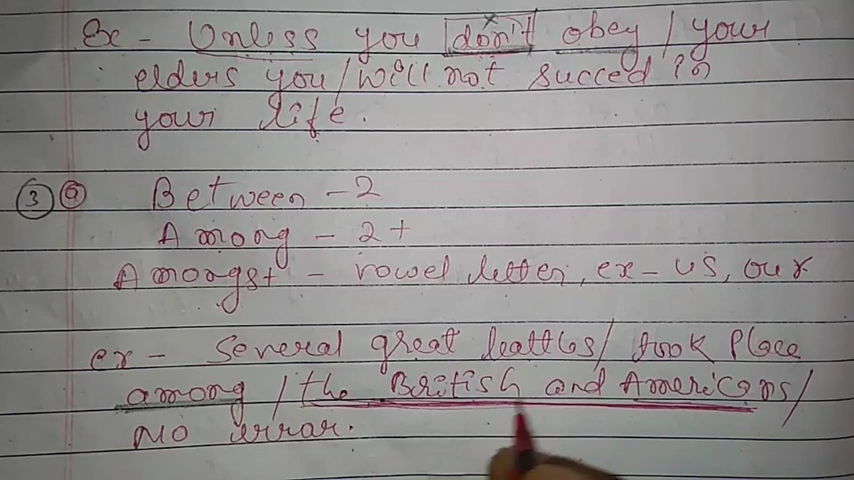 Ex - Unless you don't obey / your
elders you / will not succed in
your life.
3 a Between - 2
Among - 2+
Amongst - vowel letter, ex - us, our
ex - Several great battles / took place
among / the British and Americans /
No error.